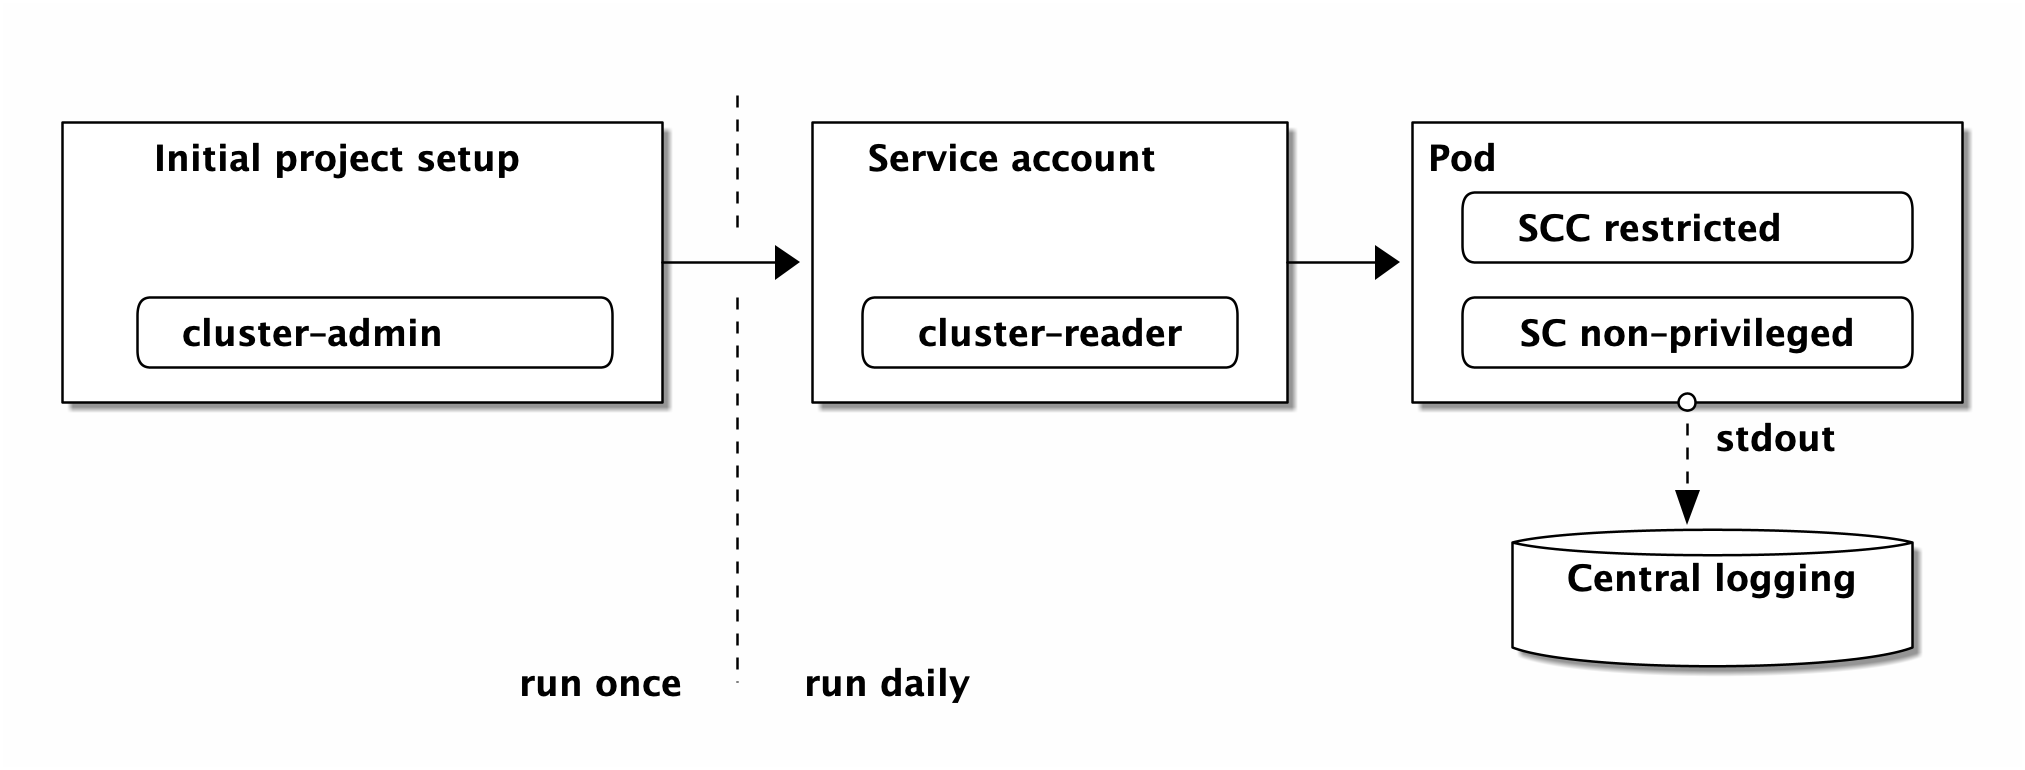 Initial project setup
cluster-admin
Service account
cluster-reader
Pod
SCC restricted
SC non-privileged
stdout
Central logging
run once
run daily